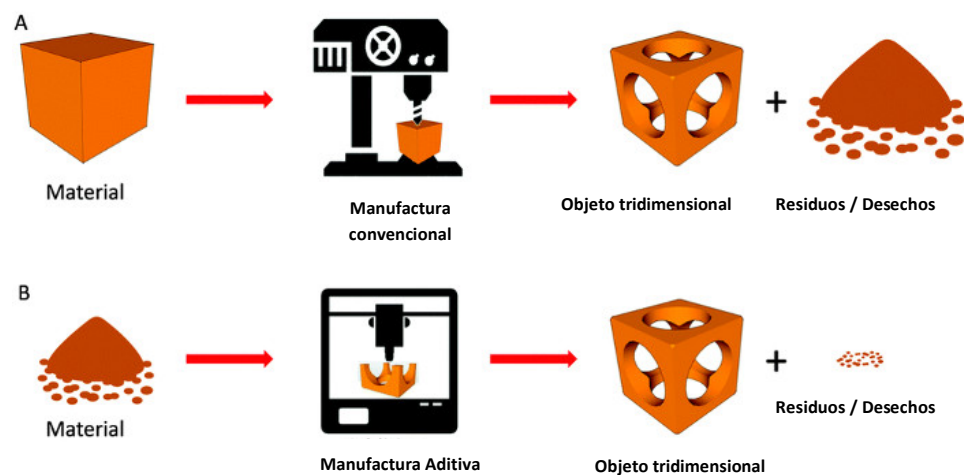 A
Material
Manufactura
convencional
Objeto tridimensional
+
Residuos / Desechos
B
Material
Manufactura Aditiva
Objeto tridimensional
+
Residuos / Desechos